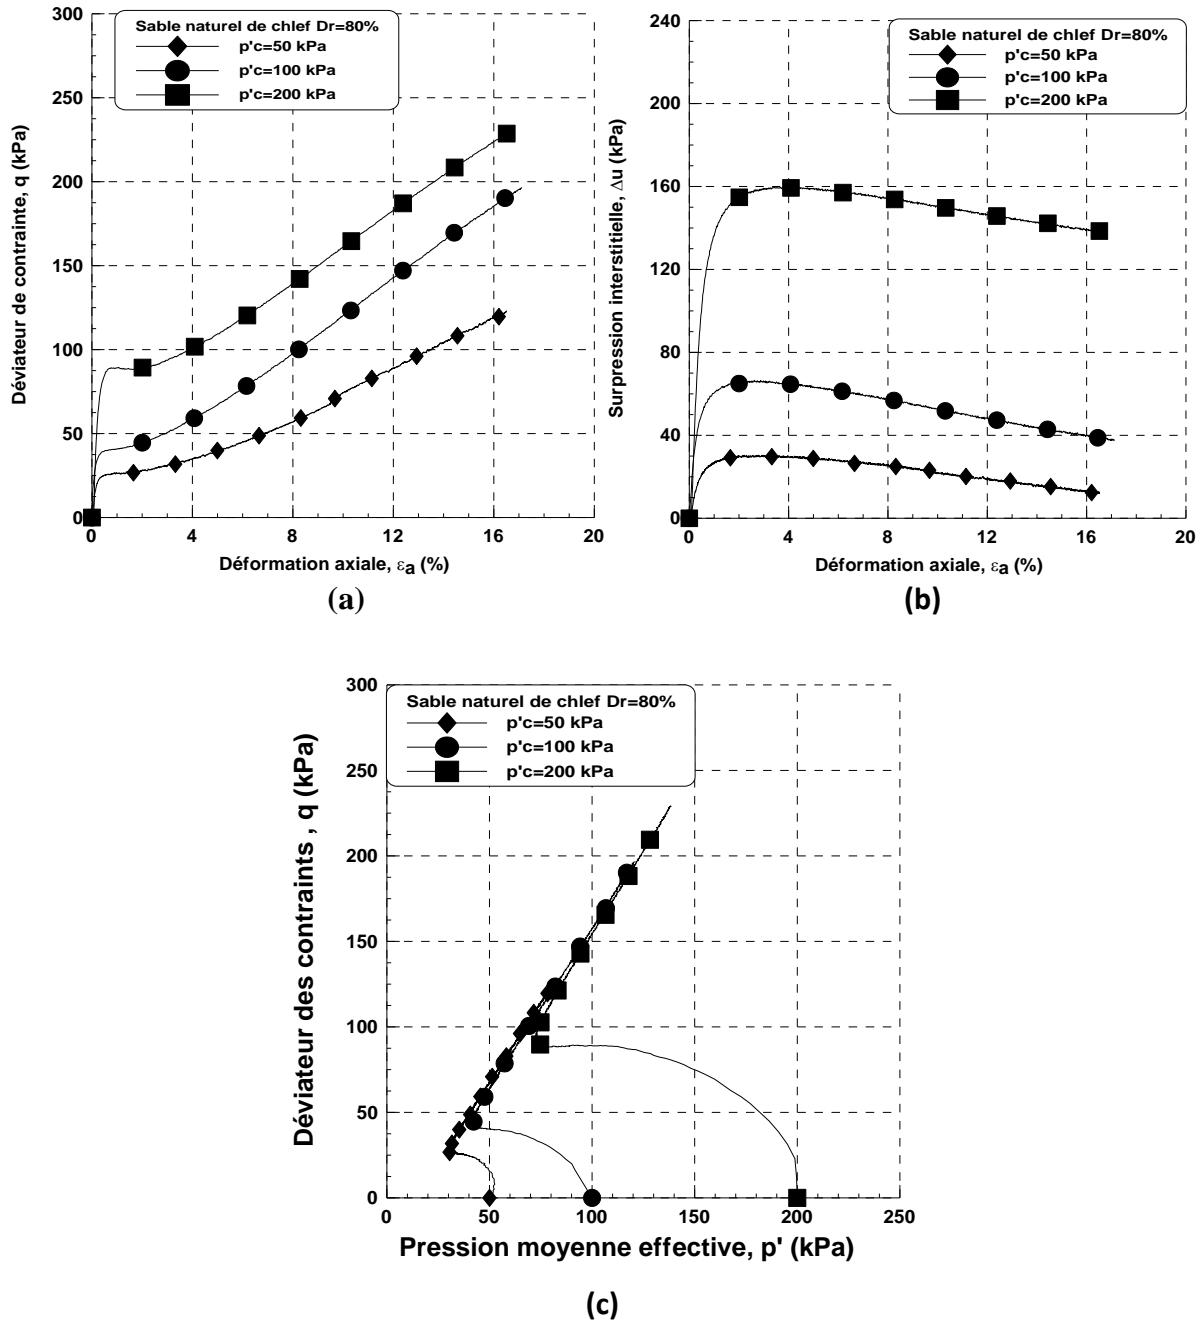 Sable naturel de chlef Dr=80%
p'c=50 kPa
p'c=100 kPa
p'c=200 kPa
300
250
200
150
100
50
0
Déviateur de contrainte, q (kPa)
0 4 8 12 16 20
Déformation axiale, εa (%)
(a)
Sable naturel de chlef Dr=80%
p'c=50 kPa
p'c=100 kPa
p'c=200 kPa
240
200
160
120
80
40
0
Surpression interstitielle, Δu (kPa)
0 4 8 12 16 20
Déformation axiale, εa (%)
(b)
Sable naturel de chlef Dr=80%
p'c=50 kPa
p'c=100 kPa
p'c=200 kPa
300
250
200
150
100
50
0
Déviateur des contraints , q (kPa)
0 50 100 150 200 250
Pression moyenne effective, p' (kPa)
(c)